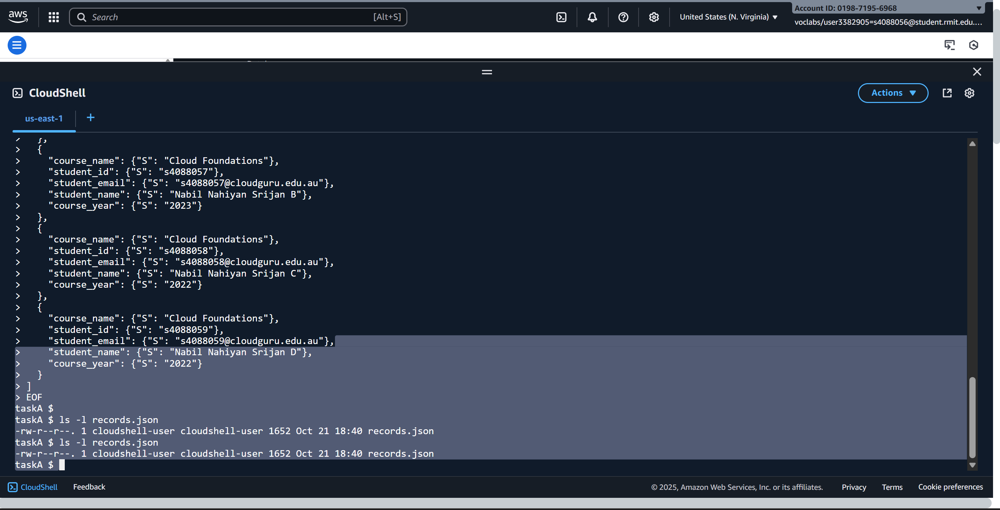 aws
Search [Alt+S]
United States (N. Virginia)
Account ID: 0198-7195-6968
voclabs/user3382905=s4088056@student.rmit.edu....
CloudShell
Actions
us-east-1
+
> },
> {
> "course_name": {"S": "Cloud Foundations"},
> "student_id": {"S": "s4088057"},
> "student_email": {"S": "s4088057@cloudguru.edu.au"},
> "student_name": {"S": "Nabil Nahiyan Srijan B"},
> "course_year": {"S": "2023"}
> },
> {
> "course_name": {"S": "Cloud Foundations"},
> "student_id": {"S": "s4088058"},
> "student_email": {"S": "s4088058@cloudguru.edu.au"},
> "student_name": {"S": "Nabil Nahiyan Srijan C"},
> "course_year": {"S": "2022"}
> },
> {
> "course_name": {"S": "Cloud Foundations"},
> "student_id": {"S": "s4088059"},
> "student_email": {"S": "s4088059@cloudguru.edu.au"},
> "student_name": {"S": "Nabil Nahiyan Srijan D"},
> "course_year": {"S": "2022"}
> }
> ]
> EOF
taskA $
taskA $ ls -l records.json
-rw-r--r--. 1 cloudshell-user cloudshell-user 1652 Oct 21 18:40 records.json
taskA $ ls -l records.json
-rw-r--r--. 1 cloudshell-user cloudshell-user 1652 Oct 21 18:40 records.json
taskA $
CloudShell Feedback © 2025, Amazon Web Services, Inc. or its affiliates. Privacy Terms Cookie preferences